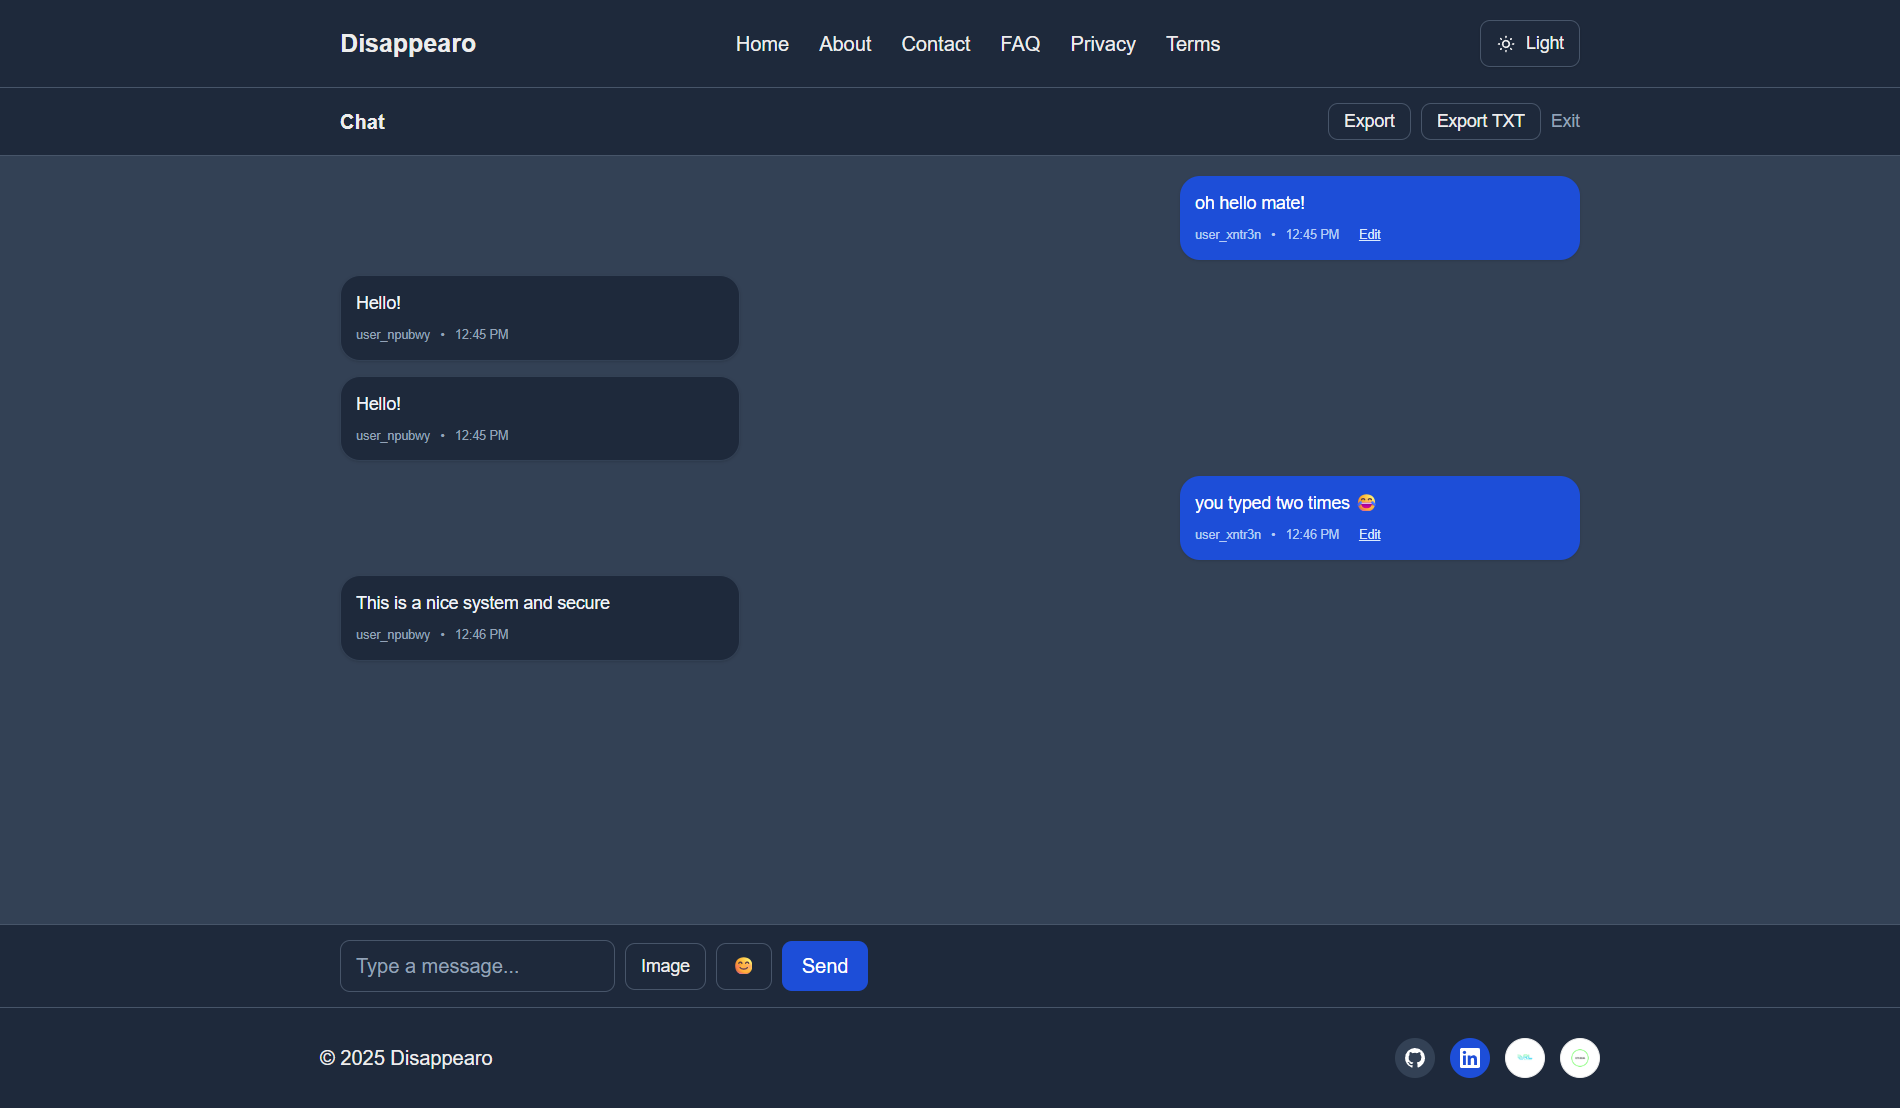 Disappearo
Home About Contact FAQ Privacy Terms
Light
Chat
Export Export TXT Exit
oh hello mate!
user_xntr3n • 12:45 PM Edit
Hello!
user_npubwy • 12:45 PM
Hello!
user_npubwy • 12:45 PM
you typed two times 😂
user_xntr3n • 12:46 PM Edit
This is a nice system and secure
user_npubwy • 12:46 PM
Type a message...
Image 😊 Send
© 2025 Disappearo
in